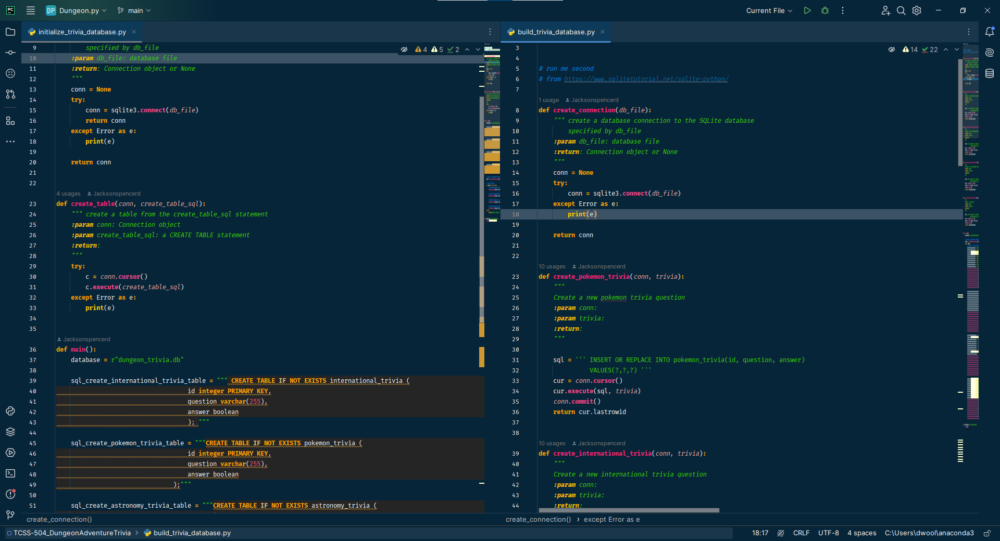 PC
DP Dungeon.py
main
Current File
initialize_trivia_database.py
4 5 2
9 specified by db_file
10 :param db_file: database file
11 :return: Connection object or None
12 """
13 conn = None
14 try:
15 conn = sqlite3.connect(db_file)
16 return conn
17 except Error as e:
18 print(e)
19
20 return conn
21
22
4 usages Jacksonspencerd
23 def create_table(conn, create_table_sql):
24 """ create a table from the create_table_sql statement
25 :param conn: Connection object
26 :param create_table_sql: a CREATE TABLE statement
27 :return:
28 """
29 try:
30 c = conn.cursor()
31 c.execute(create_table_sql)
32 except Error as e:
33 print(e)
34
35
Jacksonspencerd
36 def main():
37 database = r"dungeon_trivia.db"
38
39 sql_create_international_trivia_table = """ CREATE TABLE IF NOT EXISTS international_trivia (
40 id integer PRIMARY KEY,
41 question varchar(255),
42 answer boolean
43 ); """
44
45 sql_create_pokemon_trivia_table = """CREATE TABLE IF NOT EXISTS pokemon_trivia (
46 id integer PRIMARY KEY,
47 question varchar(255),
48 answer boolean
49 );"""
50
51 sql_create_astronomy_trivia_table = """CREATE TABLE IF NOT EXISTS astronomy_trivia (
create_connection()
build_trivia_database.py
14 22
3
4
5 # run me second
6 # from https://www.sqlitetutorial.net/sqlite-python/
7
1 usage Jacksonspencerd
8 def create_connection(db_file):
9 """ create a database connection to the SQLite database
10 specified by db_file
11 :param db_file: database file
12 :return: Connection object or None
13 """
14 conn = None
15 try:
16 conn = sqlite3.connect(db_file)
17 except Error as e:
18 print(e)
19
20 return conn
21
22
10 usages Jacksonspencerd
23 def create_pokemon_trivia(conn, trivia):
24 """
25 Create a new pokemon trivia question
26 :param conn:
27 :param trivia:
28 :return:
29 """
30
31 sql = ''' INSERT OR REPLACE INTO pokemon_trivia(id, question, answer)
32 VALUES(?,?,?) '''
33 cur = conn.cursor()
34 cur.execute(sql, trivia)
35 conn.commit()
36 return cur.lastrowid
37
38
10 usages Jacksonspencerd
39 def create_international_trivia(conn, trivia):
40 """
41 Create a new international trivia question
42 :param conn:
43 :param trivia:
44 :return:
create_connection() › except Error as e
TCSS-504_DungeonAdventureTrivia > build_trivia_database.py
18:17 CRLF UTF-8 4 spaces C:\Users\dwool\anaconda3